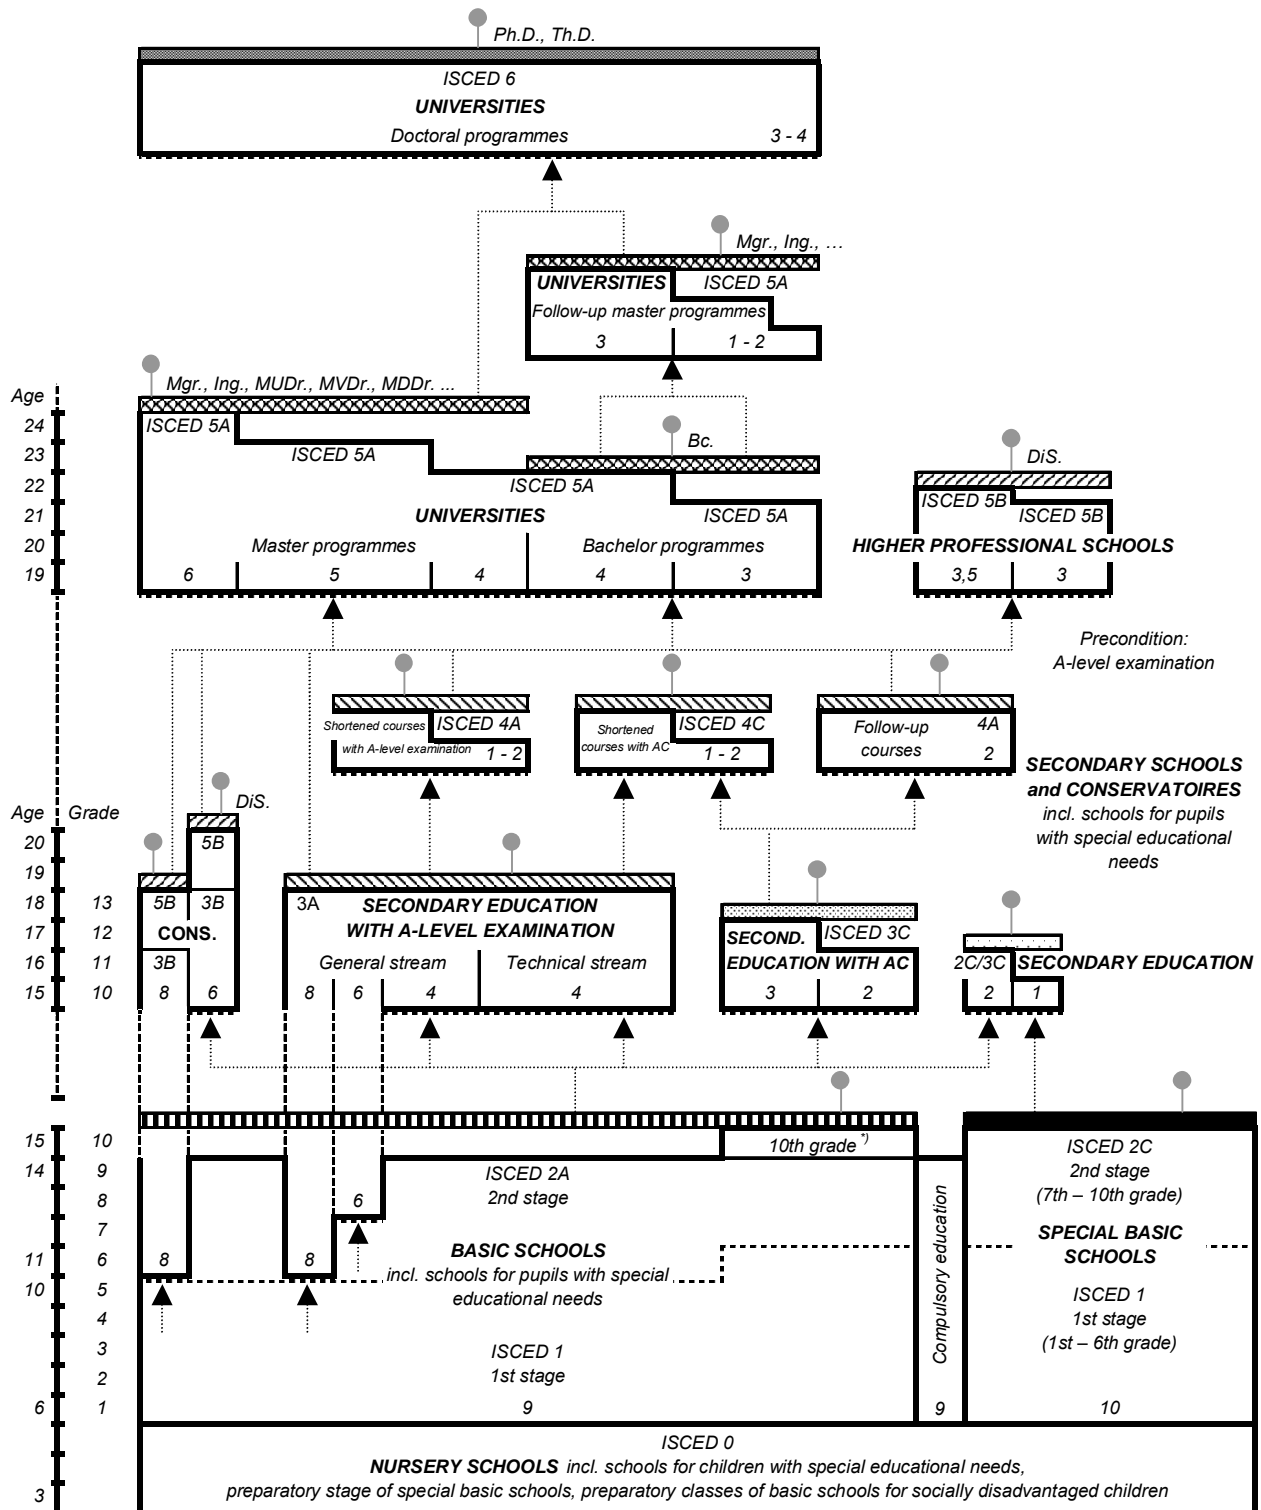 Ph.D., Th.D.
ISCED 6
UNIVERSITIES
Doctoral programmes 3 - 4
Mgr., Ing., …
UNIVERSITIES ISCED 5A
Follow-up master programmes
3 1 - 2
Mgr., Ing., MUDr., MVDr., MDDr. ...
Age
24 ISCED 5A
Bc.
23 ISCED 5A
DiS.
22 ISCED 5A
ISCED 5B
21 UNIVERSITIES ISCED 5A ISCED 5B
20 Master programmes Bachelor programmes HIGHER PROFESSIONAL SCHOOLS
19 6 5 4 4 3 3,5 3
Precondition:
A-level examination
Shortened courses ISCED 4A
with A-level examination 1 - 2
Shortened ISCED 4C
courses with AC 1 - 2
Follow-up 4A
courses 2
SECONDARY SCHOOLS
and CONSERVATOIRES
incl. schools for pupils
with special educational
needs
DiS.
Age Grade
20 5B
19
18 13 5B 3B 3A SECONDARY EDUCATION
17 12 CONS. WITH A-LEVEL EXAMINATION SECOND. ISCED 3C
16 11 3B General stream Technical stream EDUCATION WITH AC 2C/3C SECONDARY EDUCATION
15 10 8 6 8 6 4 4 3 2 2 1
15 10 10th grade *) ISCED 2C
14 9 ISCED 2A 2nd stage
8 6 2nd stage (7th – 10th grade)
7
BASIC SCHOOLS SPECIAL BASIC
11 6 8 8 SCHOOLS
incl. schools for pupils with special
10 5 educational needs ISCED 1
4 1st stage
3 ISCED 1 (1st – 6th grade)
2 1st stage
Compulsory education
6 1 9 9 10
ISCED 0
NURSERY SCHOOLS incl. schools for children with special educational needs,
3 preparatory stage of special basic schools, preparatory classes of basic schools for socially disadvantaged children